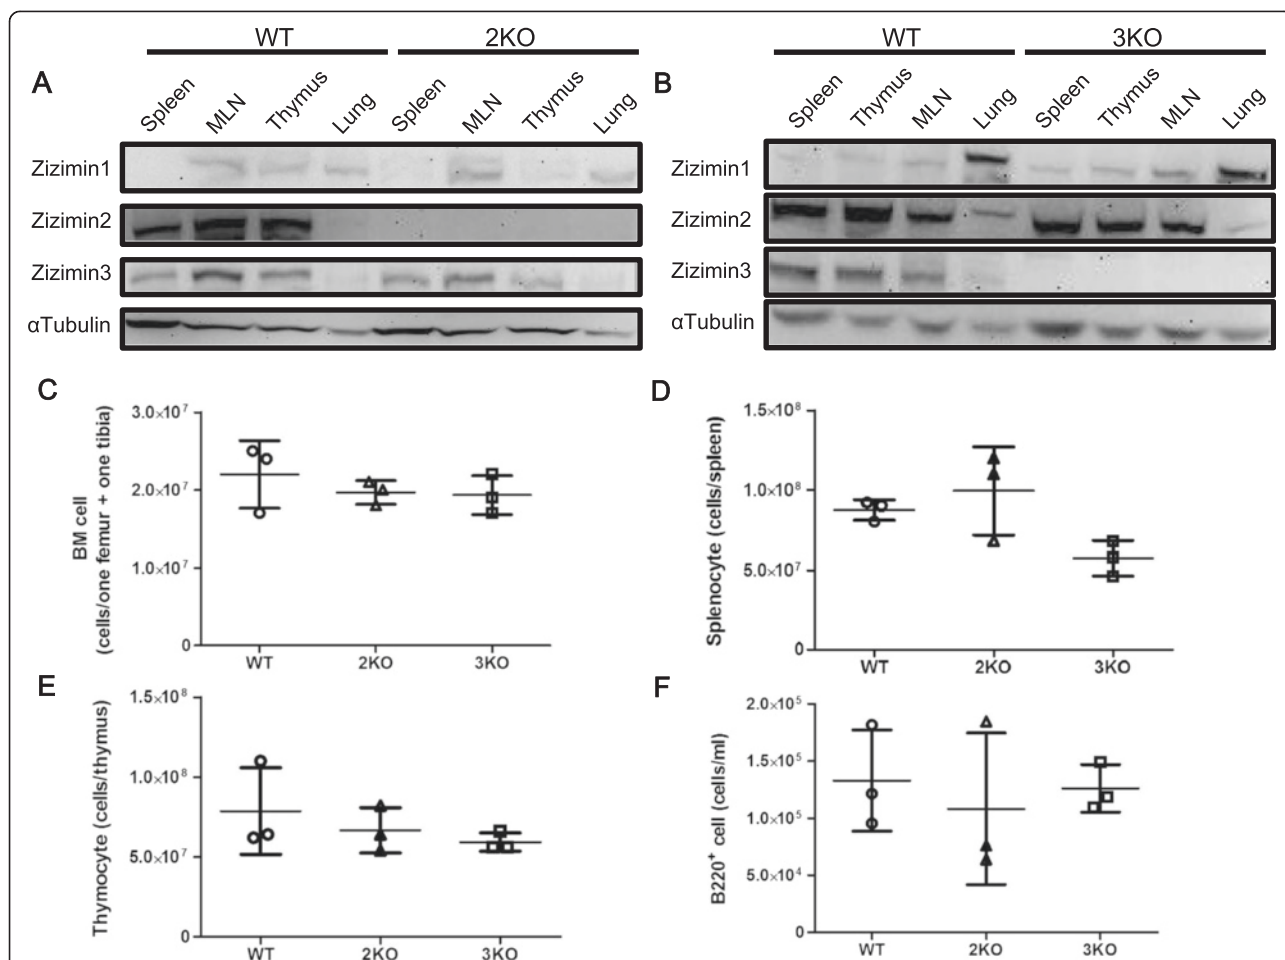 WT 2KO
A
Spleen MLN Thymus Lung Spleen MLN Thymus Lung
Zizimin1
Zizimin2
Zizimin3
αTubulin
WT 3KO
B
Spleen Thymus MLN Lung Spleen Thymus MLN Lung
Zizimin1
Zizimin2
Zizimin3
αTubulin
C
BM cell
(cells/one femur + one tibia)
3.0×10⁷
2.0×10⁷
1.0×10⁷
0
WT 2KO 3KO
D
Splenocyte (cells/spleen)
1.5×10⁸
1.0×10⁸
5.0×10⁷
0
WT 2KO 3KO
E
Thymocyte (cells/thymus)
1.5×10⁸
1.0×10⁸
5.0×10⁷
0
WT 2KO 3KO
F
B220⁺ cell (cells/ml)
2.0×10⁵
1.5×10⁵
1.0×10⁵
5.0×10⁴
0
WT 2KO 3KO